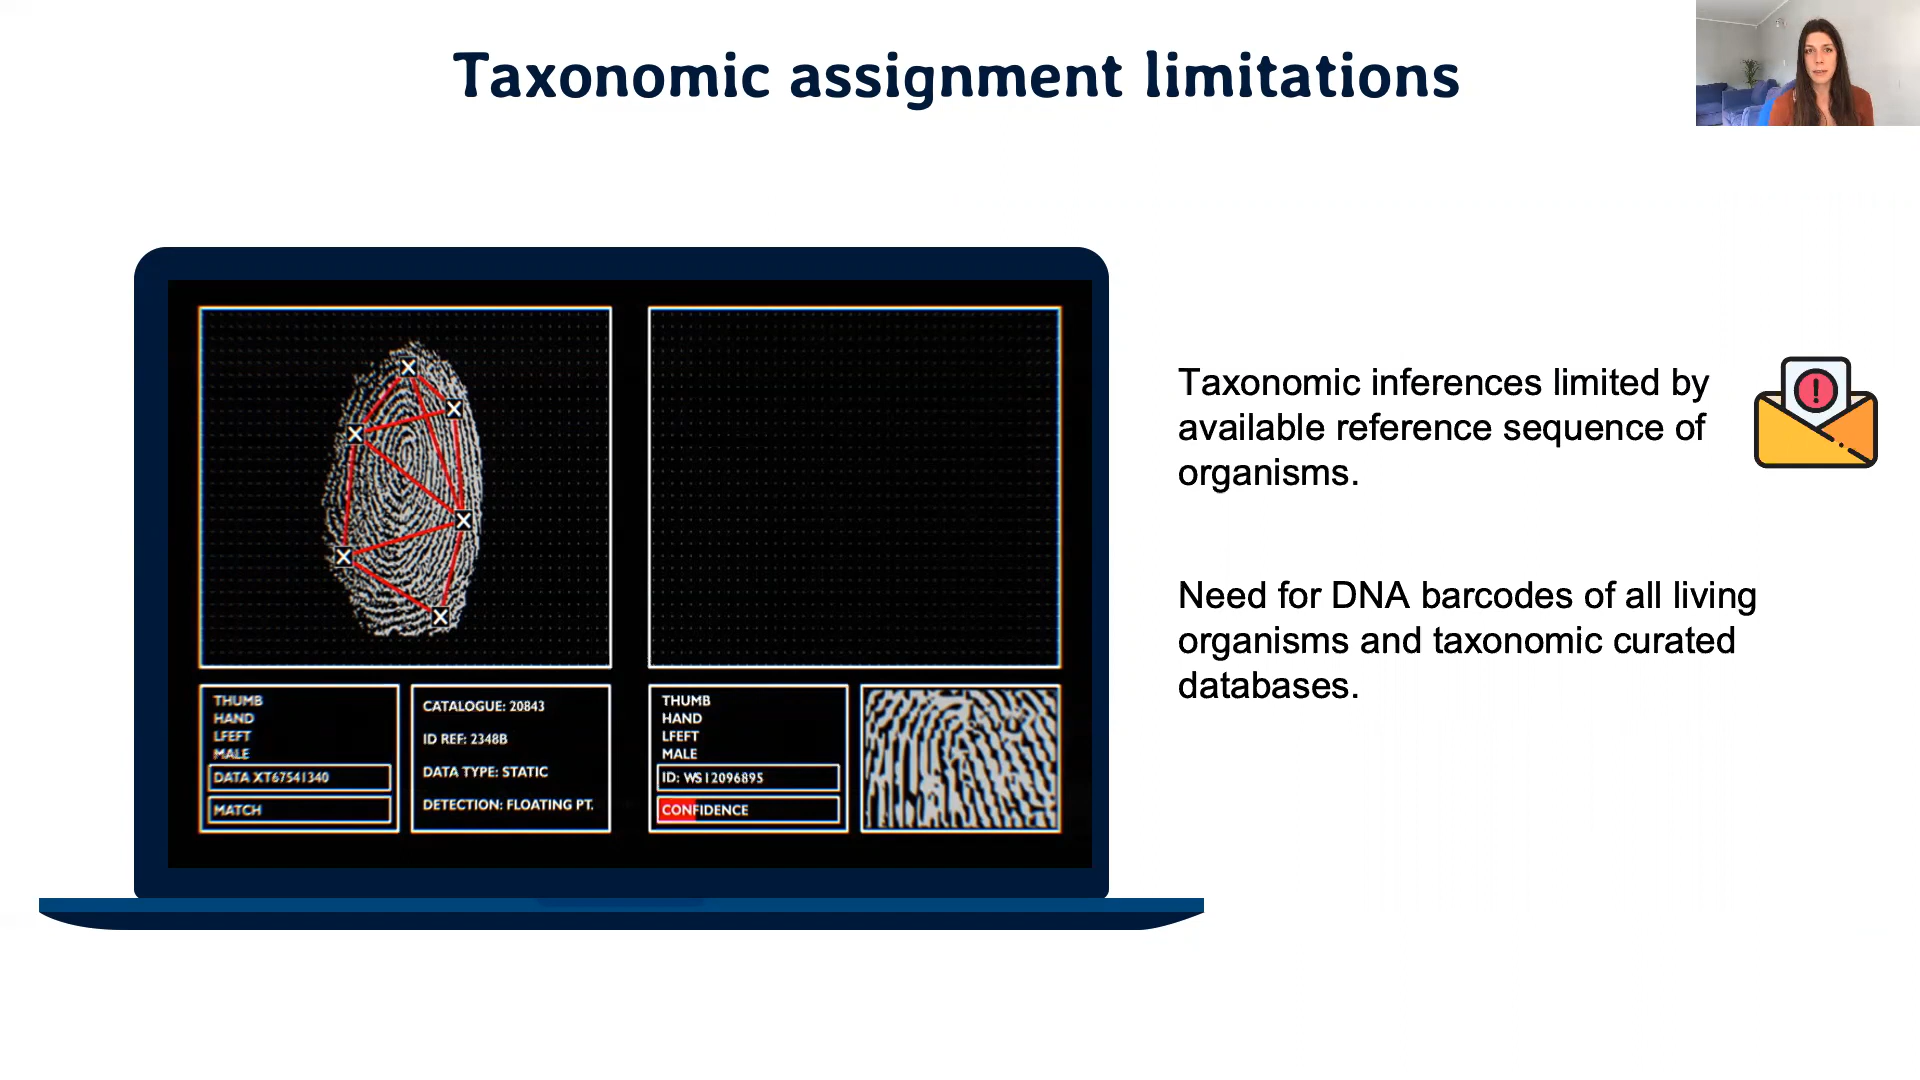 Taxonomic assignment limitations
Taxonomic inferences limited by
available reference sequence of
organisms.
Need for DNA barcodes of all living
organisms and taxonomic curated
databases.
THUMB
HAND
LFEFT
MALE
DATA XT67541340
MATCH
CATALOGUE: 20843
ID REF: 2348B
DATA TYPE: STATIC
DETECTION: FLOATING PT.
THUMB
HAND
LFEFT
MALE
ID: WS12096895
CONFIDENCE